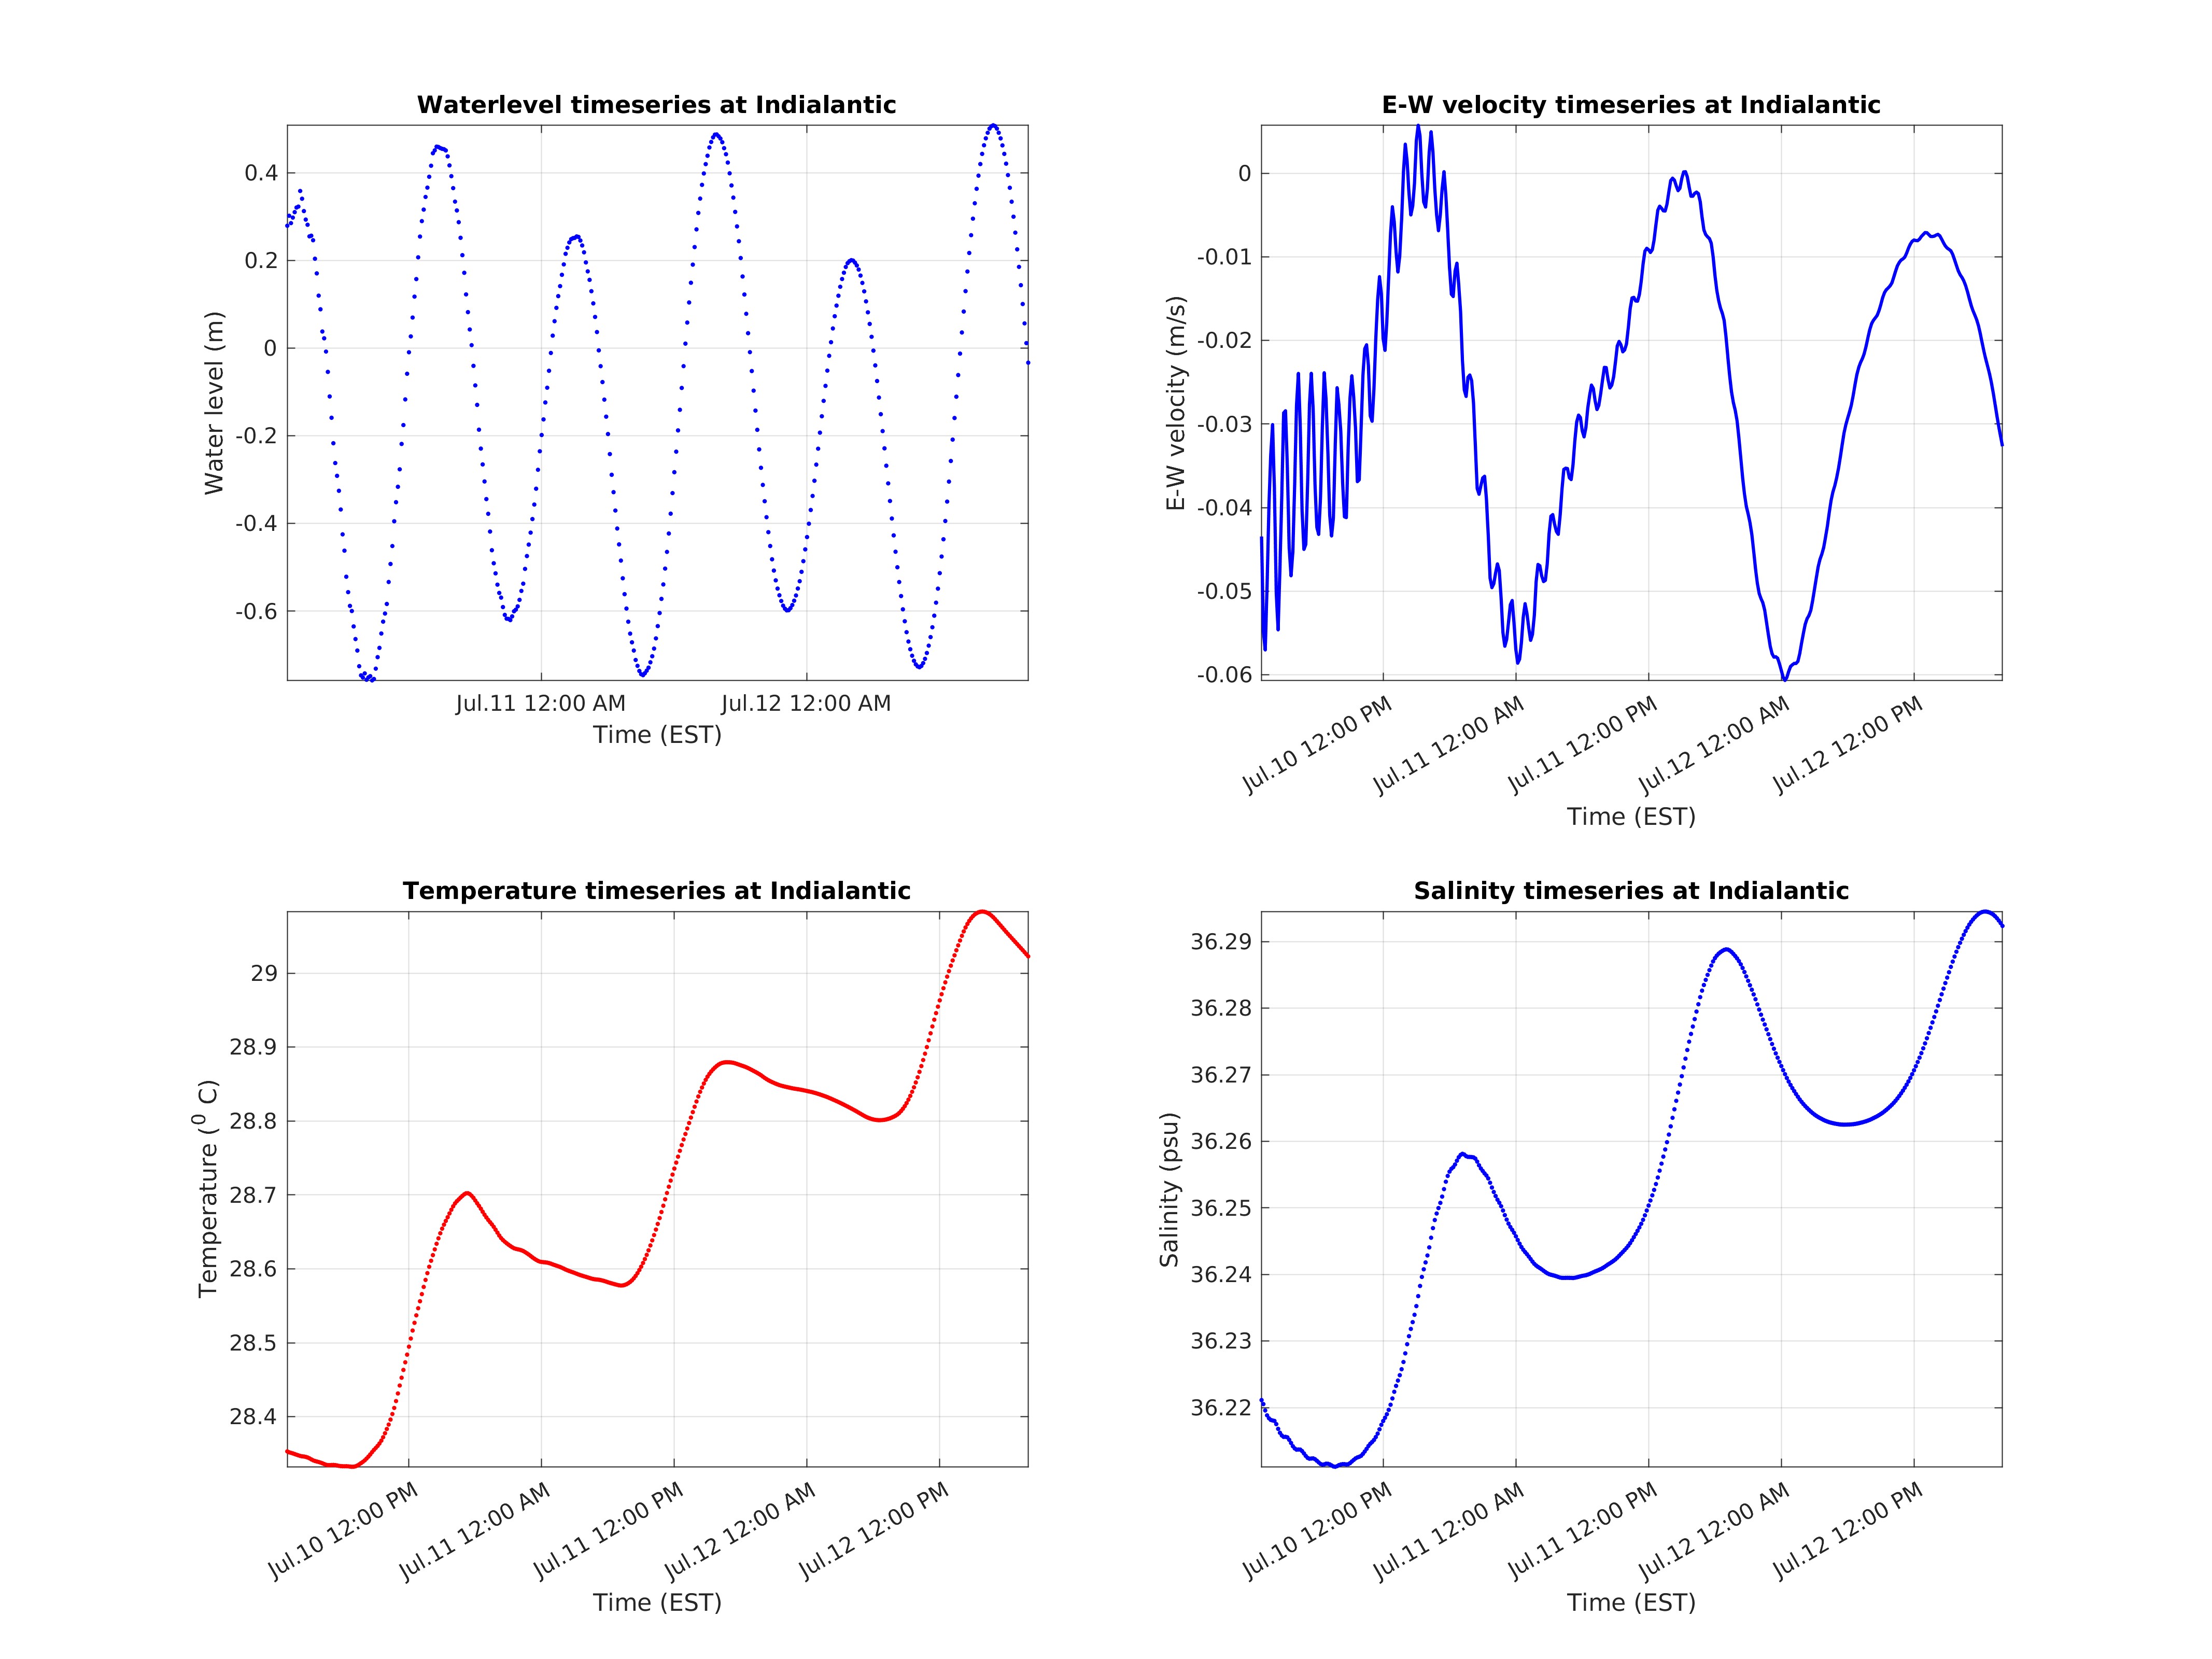 Waterlevel timeseries at Indialantic
0.4
0.2
0
-0.2
-0.4
-0.6
Water level (m)
Jul.11 12:00 AM
Jul.12 12:00 AM
Time (EST)
E-W velocity timeseries at Indialantic
0
-0.01
-0.02
-0.03
-0.04
-0.05
-0.06
E-W velocity (m/s)
Jul.10 12:00 PM
Jul.11 12:00 AM
Jul.11 12:00 PM
Jul.12 12:00 AM
Jul.12 12:00 PM
Time (EST)
Temperature timeseries at Indialantic
29
28.9
28.8
28.7
28.6
28.5
28.4
Temperature (⁰ C)
Jul.10 12:00 PM
Jul.11 12:00 AM
Jul.11 12:00 PM
Jul.12 12:00 AM
Jul.12 12:00 PM
Time (EST)
Salinity timeseries at Indialantic
36.29
36.28
36.27
36.26
36.25
36.24
36.23
36.22
Salinity (psu)
Jul.10 12:00 PM
Jul.11 12:00 AM
Jul.11 12:00 PM
Jul.12 12:00 AM
Jul.12 12:00 PM
Time (EST)